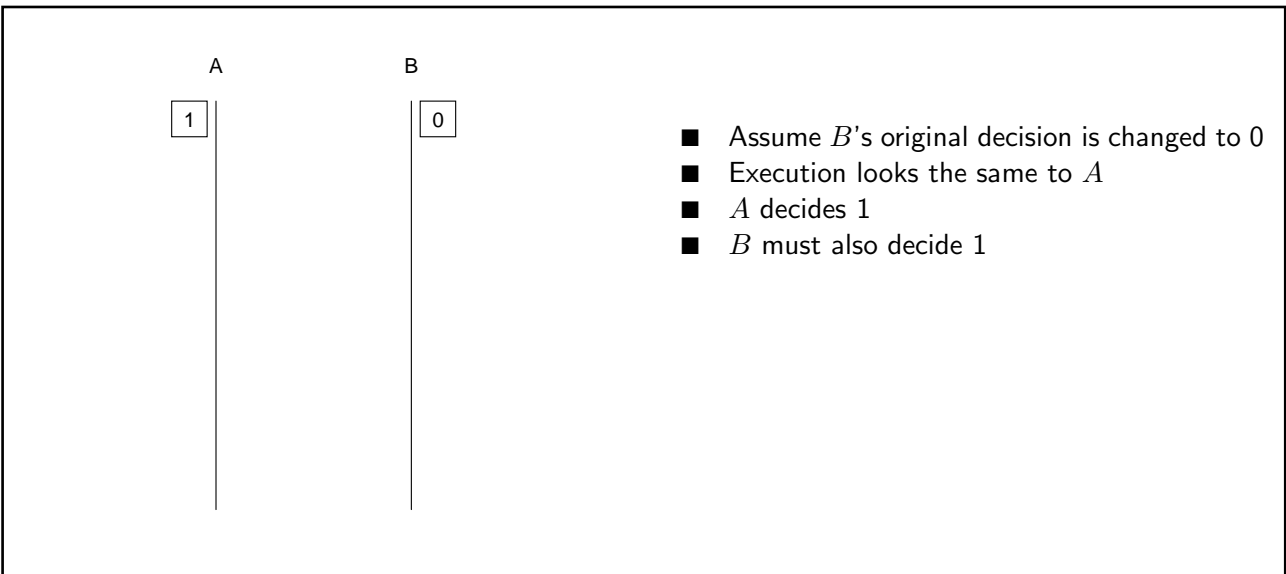 A B
1 0
■ Assume B's original decision is changed to 0
■ Execution looks the same to A
■ A decides 1
■ B must also decide 1